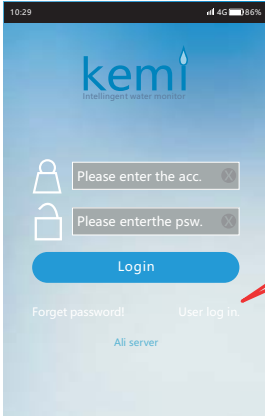 10:29 4G 86%
kemi
Intellingent water monitor
Please enter the acc. X
Please enterthe psw. X
Login
Forget password! User log in.
Ali server